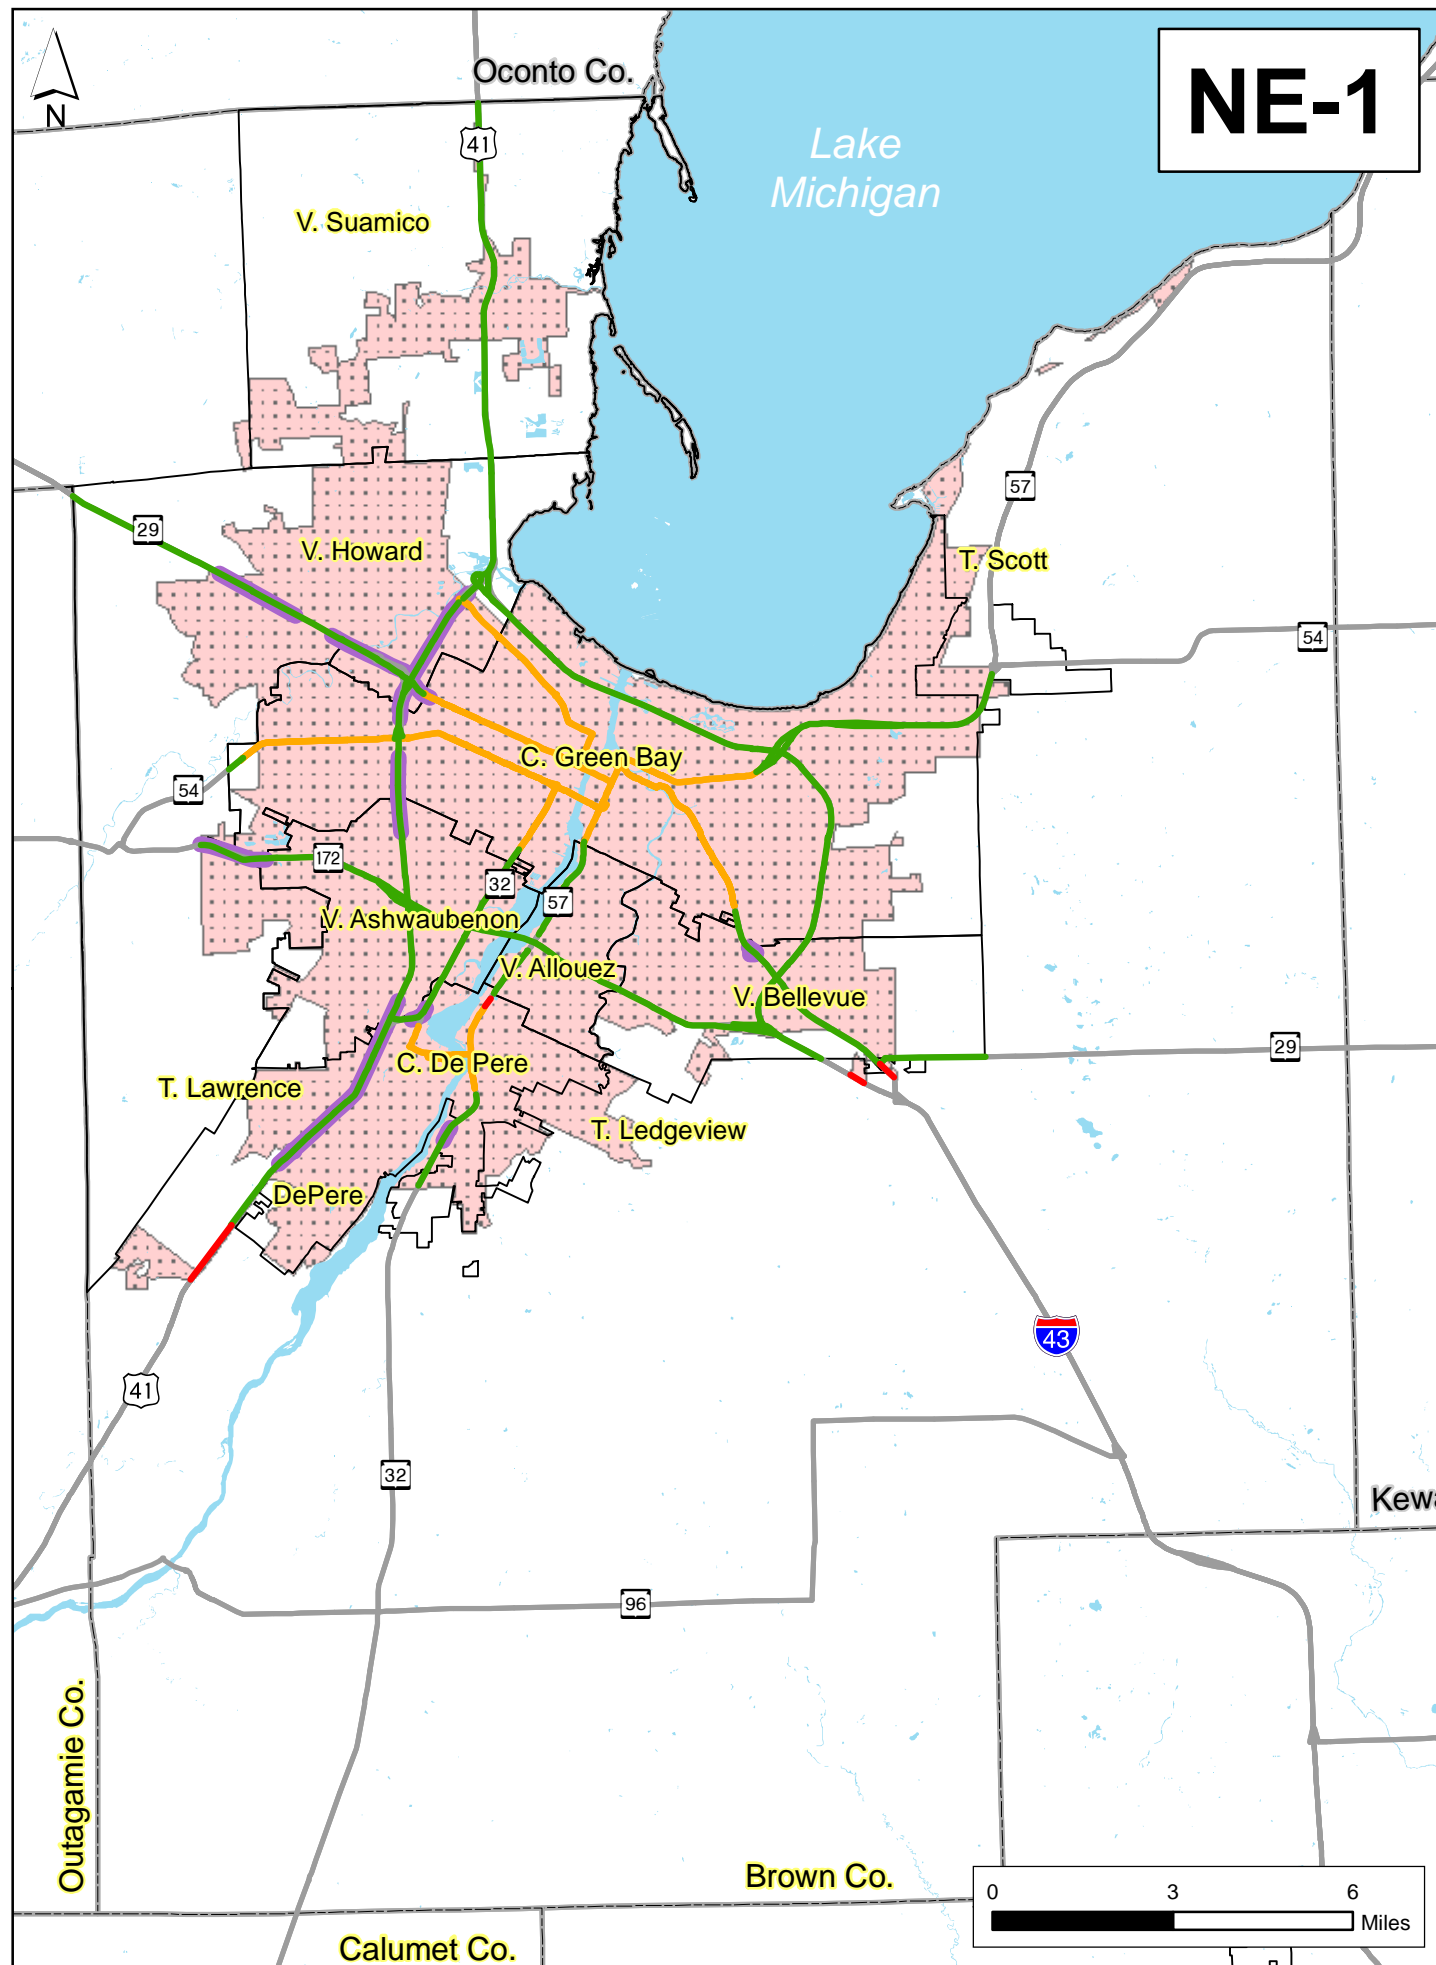 Oconto Co.
NE-1
N
41
Lake
Michigan
V. Suamico
57
29
V. Howard
T. Scott
54
C. Green Bay
54
172
32
57
V. Ashwaubenon
V. Allouez
V. Bellevue
29
C. De Pere
T. Lawrence
T. Ledgeview
DePere
43
41
32
Kewa
96
Outagamie Co.
Brown Co.
0 3 6
Miles
Calumet Co.